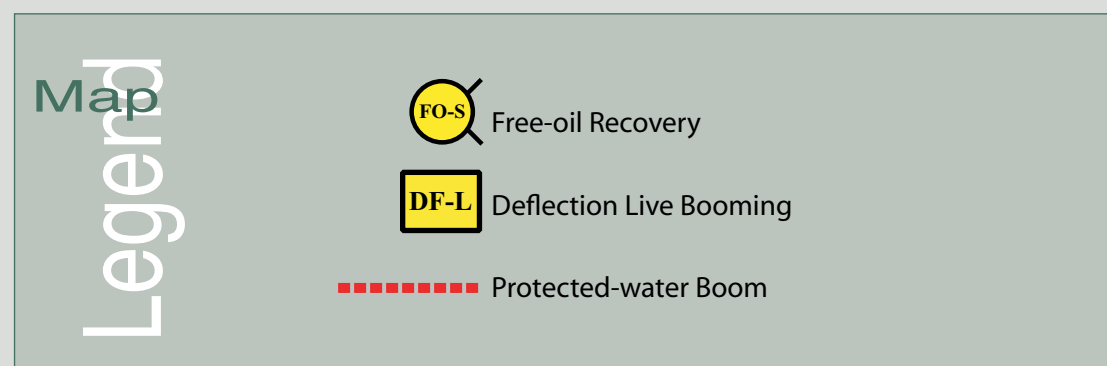 Map
Legend
FO-S Free-oil Recovery
DF-L Deflection Live Booming
Protected-water Boom